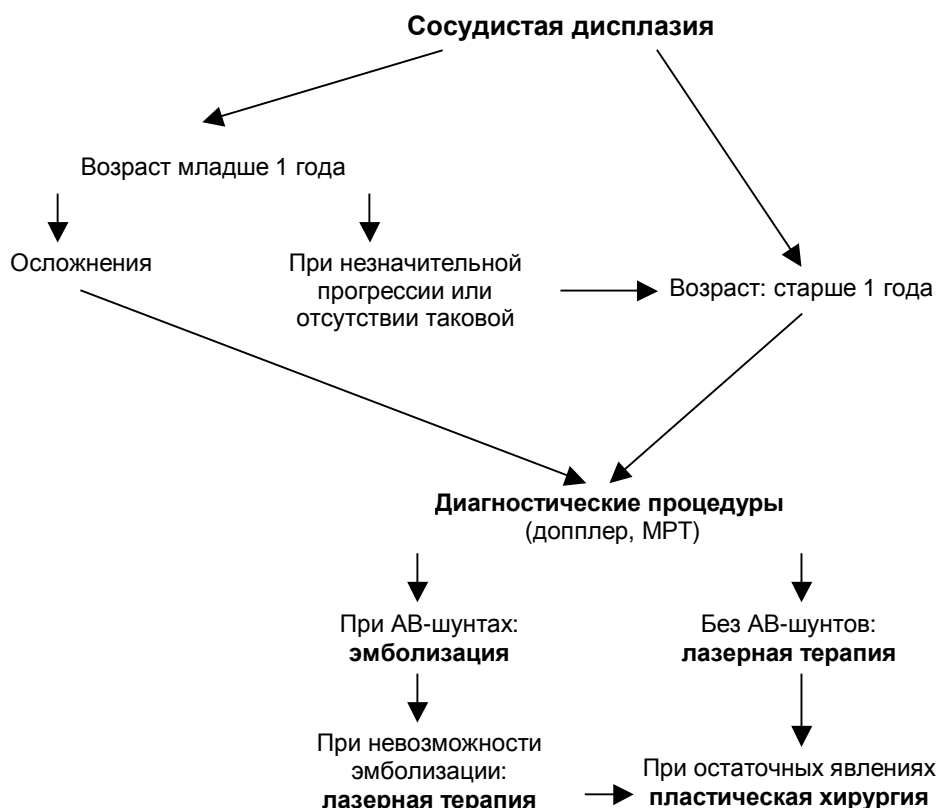 Сосудистая дисплазия
Возраст младше 1 года
Осложнения
При незначительной
прогрессии или
отсутствии таковой
Возраст: старше 1 года
Диагностические процедуры
(допплер, МРТ)
При АВ-шунтах:
эмболизация
Без АВ-шунтов:
лазерная терапия
При невозможности
эмболизации:
лазерная терапия
При остаточных явлениях
пластическая хирургия